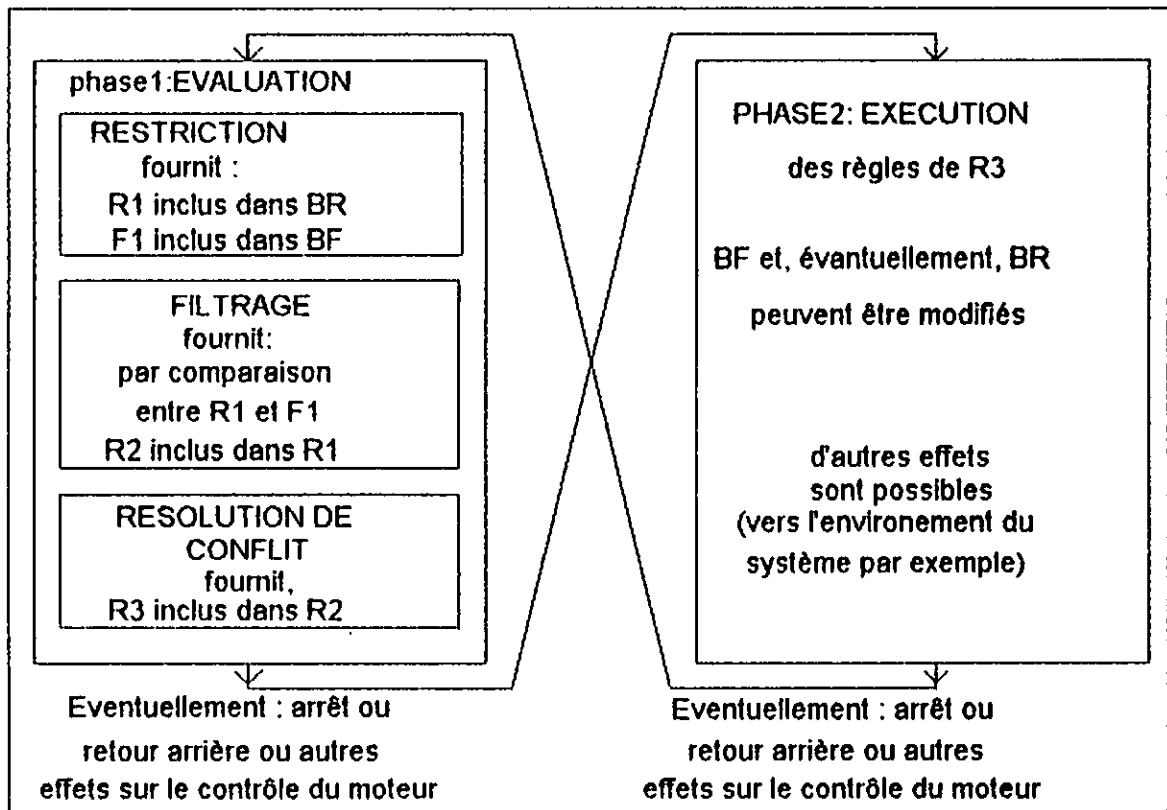 phase1:EVALUATION
RESTRICTION
fournit :
R1 inclus dans BR
F1 inclus dans BF
FILTRAGE
fournit:
par comparaison
entre R1 et F1
R2 inclus dans R1
RESOLUTION DE
CONFLIT
fournit,
R3 inclus dans R2
Eventuellement : arrêt ou
retour arrière ou autres
effets sur le contrôle du moteur
PHASE2: EXECUTION
des règles de R3
BF et, évantuellement, BR
peuvent être modifiés
d'autres effets
sont possibles
(vers l'environement du
système par exemple)
Eventuellement : arrêt ou
retour arrière ou autres
effets sur le contrôle du moteur